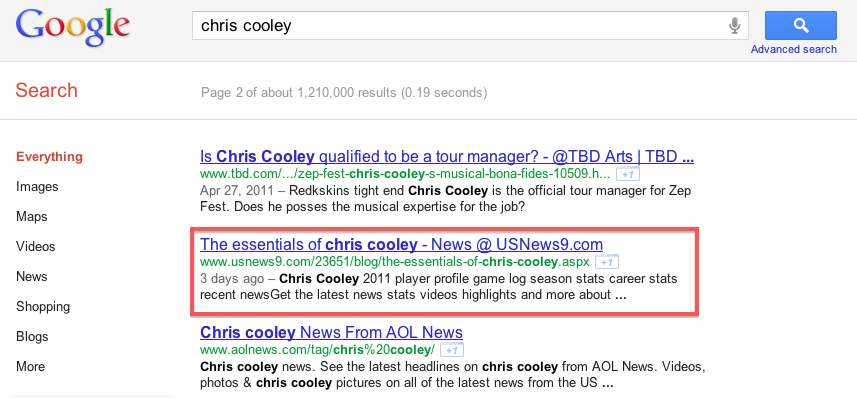 Google
chris cooley
Advanced search
Search
Page 2 of about 1,210,000 results (0.19 seconds)
Everything
Images
Maps
Videos
News
Shopping
Blogs
More
Is Chris Cooley qualified to be a tour manager? - @TBD Arts | TBD ...
www.tbd.com/.../zep-fest-chris-cooley-s-musical-bona-fides-10509.h... +1
Apr 27, 2011 – Redkskins tight end Chris Cooley is the official tour manager for Zep
Fest. Does he posses the musical expertise for the job?
The essentials of chris cooley - News @ USNews9.com
www.usnews9.com/23651/blog/the-essentials-of-chris-cooley.aspx +1
3 days ago – Chris Cooley 2011 player profile game log season stats career stats
recent newsGet the latest news stats videos highlights and more about ...
Chris cooley News From AOL News
www.aolnews.com/tag/chris%20cooley/ +1
Chris cooley news. See the latest headlines on chris cooley from AOL News. Videos,
photos & chris cooley pictures on all of the latest news from the US ...